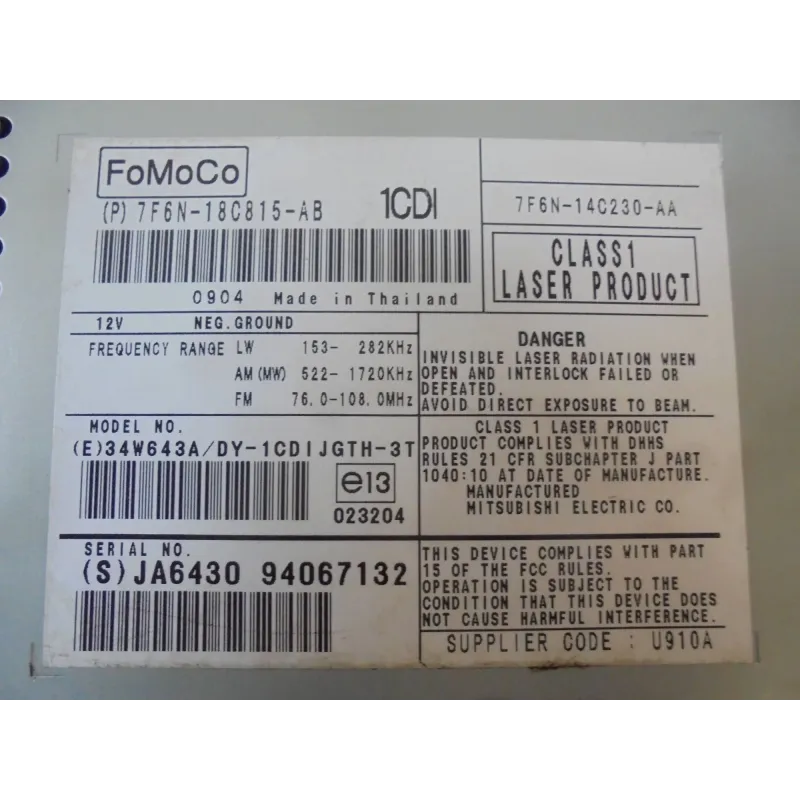 FoMoCo
(P) 7F6N-18C815-AB 1CDI
0904 Made in Thailand
7F6N-14C230-AA
CLASS1
LASER PRODUCT
12V NEG.GROUND
FREQUENCY RANGE LW 153- 282KHz
AM(MW) 522- 1720KHz
FM 76.0-108.0MHz
MODEL NO.
(E)34W643A/DY-1CDIJGTH-3T
e13
023204
SERIAL NO.
(S)JA6430 94067132
DANGER
INVISIBLE LASER RADIATION WHEN
OPEN AND INTERLOCK FAILED OR
DEFEATED.
AVOID DIRECT EXPOSURE TO BEAM.
CLASS 1 LASER PRODUCT
PRODUCT COMPLIES WITH DHHS
RULES 21 CFR SUBCHAPTER J PART
1040:10 AT DATE OF MANUFACTURE.
MANUFACTURED
MITSUBISHI ELECTRIC CO.
THIS DEVICE COMPLIES WITH PART
15 OF THE FCC RULES.
OPERATION IS SUBJECT TO THE
CONDITION THAT THIS DEVICE DOES
NOT CAUSE HARMFUL INTERFERENCE.
SUPPLIER CODE : U910A